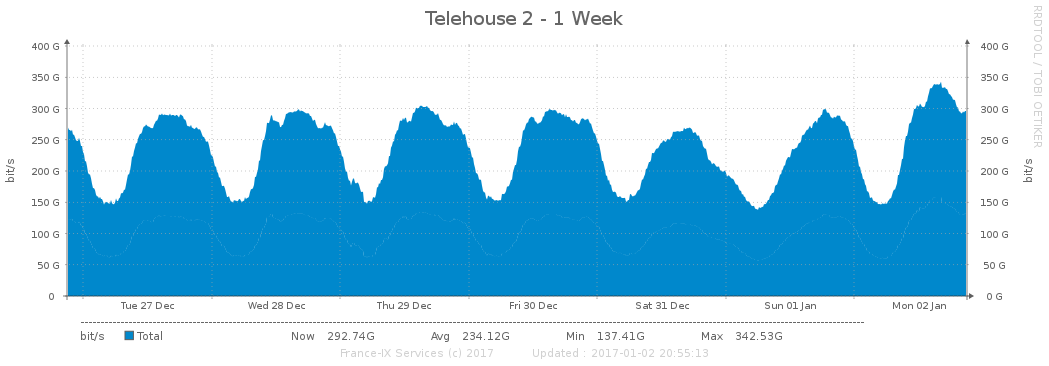 Telehouse 2 - 1 Week
RRDTOOL / TOBI OETIKER
400 G 400 G
350 G 350 G
300 G 300 G
250 G 250 G
200 G 200 G
150 G 150 G
100 G 100 G
50 G 50 G
0 0 G
bit/s bit/s
Tue 27 Dec Wed 28 Dec Thu 29 Dec Fri 30 Dec Sat 31 Dec Sun 01 Jan Mon 02 Jan
bit/s Total Now 292.74G Avg 234.12G Min 137.41G Max 342.53G
France-IX Services (c) 2017 Updated : 2017-01-02 20:55:13